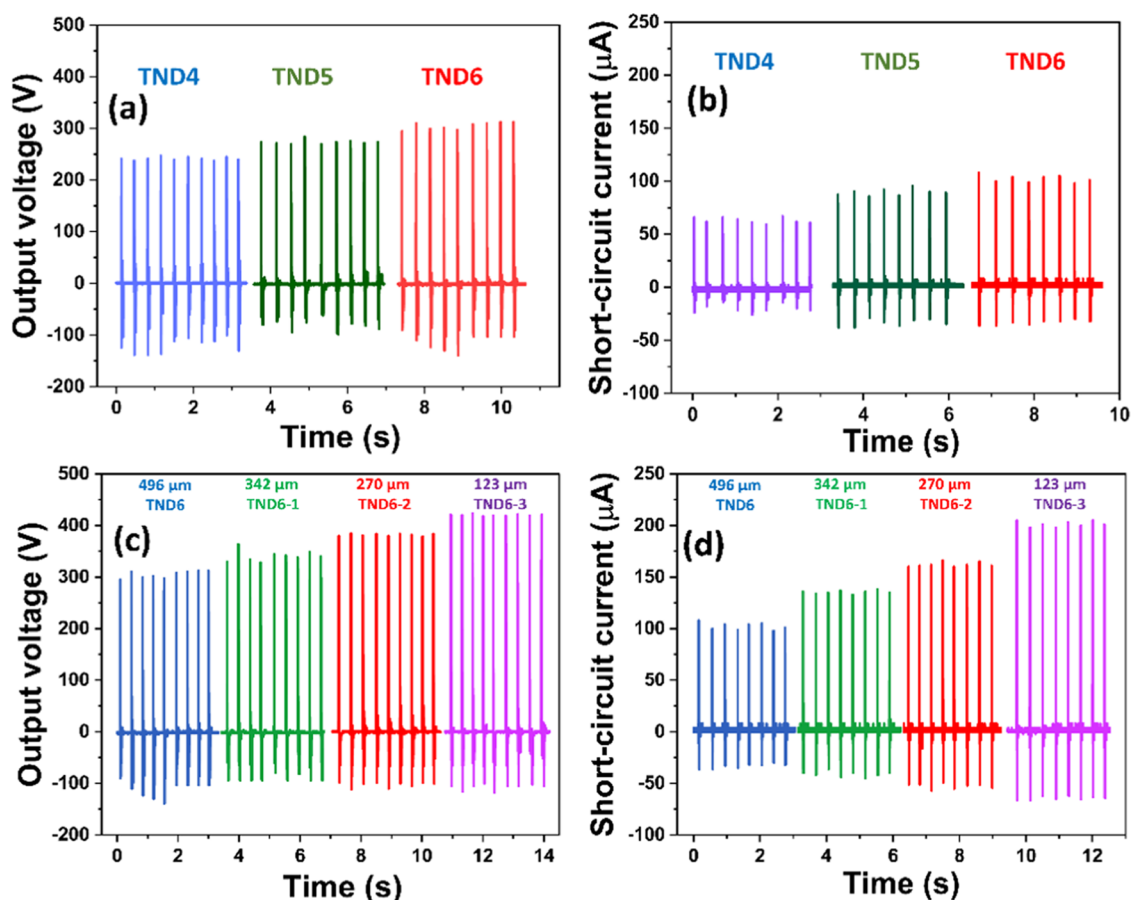 500
400
300
200
100
0
-100
-200
Output voltage (V)
(a)
TND4 TND5 TND6
0 2 4 6 8 10
Time (s)
250
200
150
100
50
0
-50
-100
Short-circuit current (μA)
(b)
TND4 TND5 TND6
0 2 4 6 8 10
Time (s)
500
400
300
200
100
0
-100
-200
Output voltage (V)
496 μm 342 μm 270 μm 123 μm
TND6 TND6-1 TND6-2 TND6-3
(c)
0 2 4 6 8 10 12 14
Time (s)
250
200
150
100
50
0
-50
-100
Short-circuit current (μA)
496 μm 342 μm 270 μm 123 μm
TND6 TND6-1 TND6-2 TND6-3
(d)
0 2 4 6 8 10 12
Time (s)